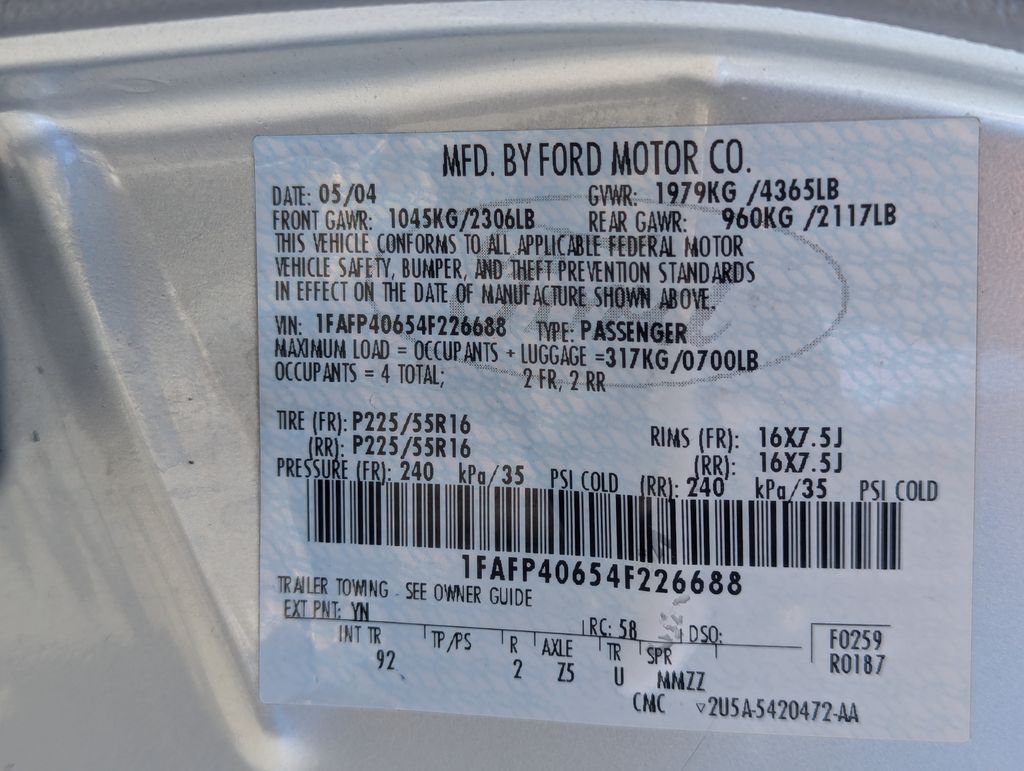 MFD. BY FORD MOTOR CO.
DATE: 05/04 GVWR: 1979KG /4365LB
FRONT GAWR: 1045KG/2306LB REAR GAWR: 960KG /2117LB
THIS VEHICLE CONFORMS TO ALL APPLICABLE FEDERAL MOTOR
VEHICLE SAFETY, BUMPER, AND THEFT PREVENTION STANDARDS
IN EFFECT ON THE DATE OF MANUFACTURE SHOWN ABOVE.
VIN: 1FAFP40654F226688 TYPE: PASSENGER
MAXIMUM LOAD = OCCUPANTS + LUGGAGE =317KG/0700LB
OCCUPANTS = 4 TOTAL; 2 FR, 2 RR
TIRE (FR): P225/55R16 RIMS (FR): 16X7.5J
(RR): P225/55R16 (RR): 16X7.5J
PRESSURE (FR): 240 kPa/35 PSI COLD (RR): 240 kPa/35 PSI COLD
1FAFP40654F226688
TRAILER TOWING - SEE OWNER GUIDE
EXT PNT: YN RC: 58 DSO: F0259
INT TR TP/PS R AXLE TR SPR R0187
92 2 Z5 U MMZZ
CMC ▽2U5A-5420472-AA